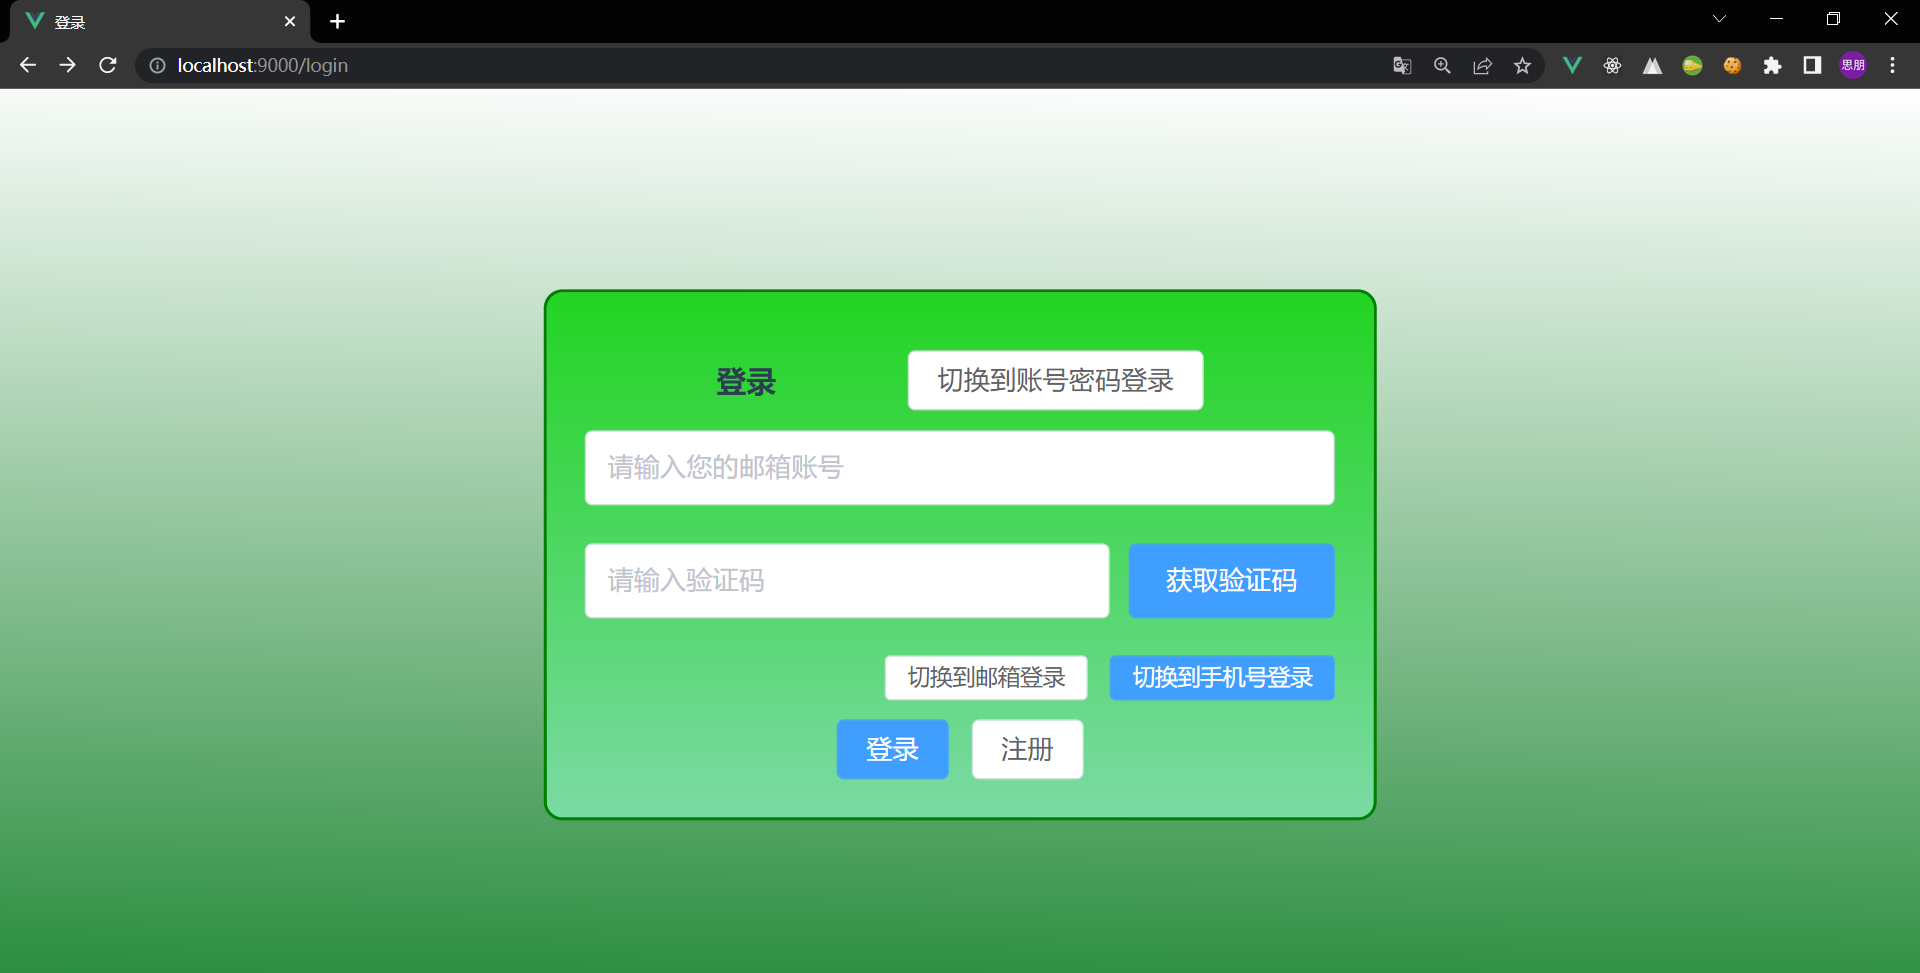 登录
localhost:9000/login
思朋
登录 切换到账号密码登录
请输入您的邮箱账号
请输入验证码 获取验证码
切换到邮箱登录 切换到手机号登录
登录 注册